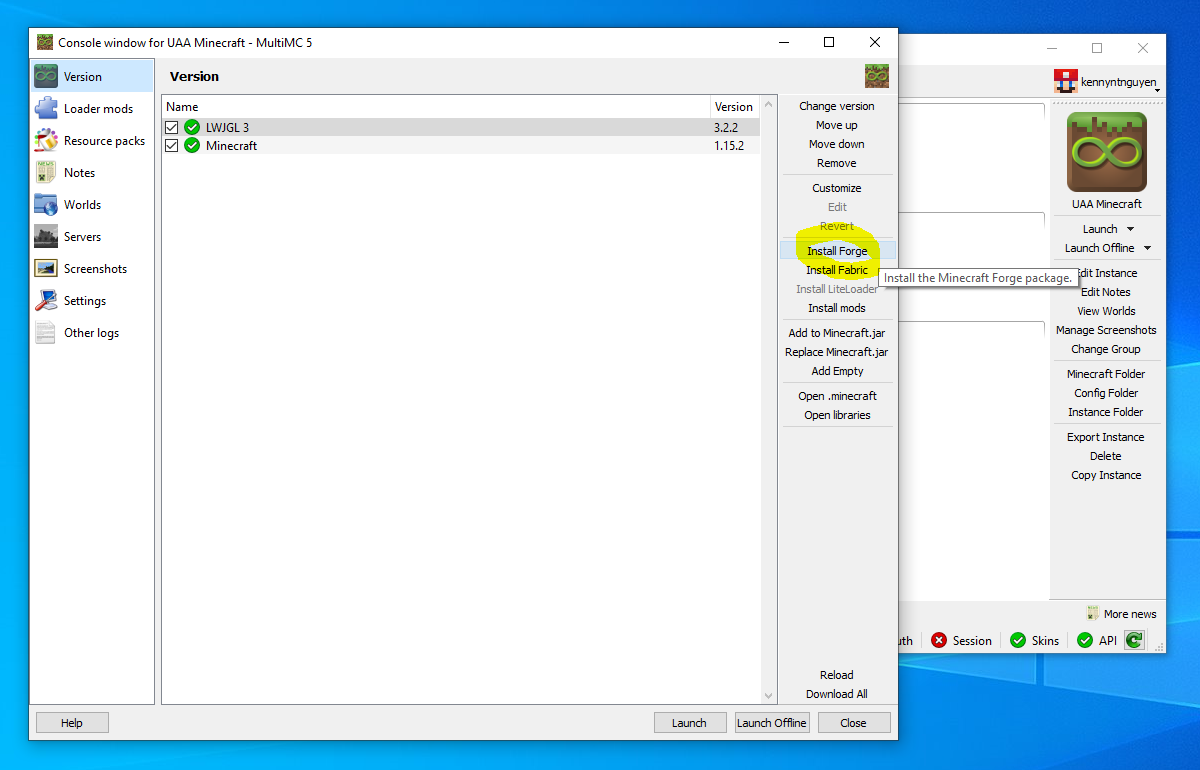 Console window for UAA Minecraft - MultiMC 5
Version
Loader mods
Resource packs
Notes
Worlds
Servers
Screenshots
Settings
Other logs
Version
Name Version
LWJGL 3 3.2.2
Minecraft 1.15.2
Change version
Move up
Move down
Remove
Customize
Edit
Revert
Install Forge
Install Fabric
Install LiteLoader
Install mods
Add to Minecraft.jar
Replace Minecraft.jar
Add Empty
Open .minecraft
Open libraries
Reload
Download All
Help
Launch
Launch Offline
Close
Install the Minecraft Forge package.
kennyntnguyen
UAA Minecraft
Launch
Launch Offline
Edit Instance
Edit Notes
View Worlds
Manage Screenshots
Change Group
Minecraft Folder
Config Folder
Instance Folder
Export Instance
Delete
Copy Instance
More news
uth Session Skins API